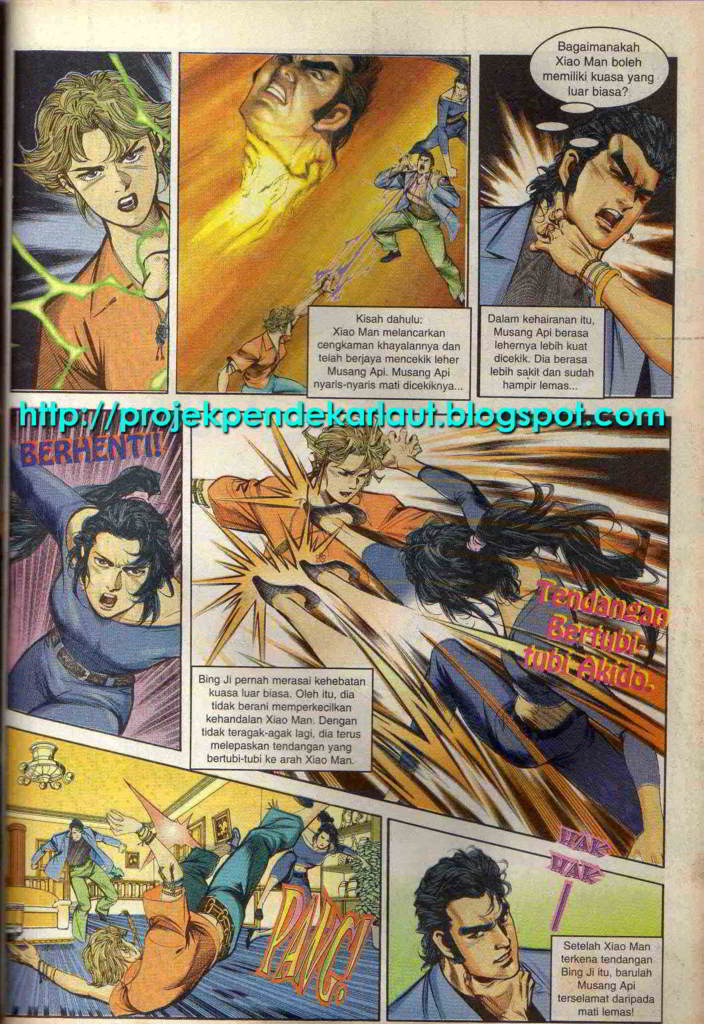 Bagaimanakah
Xiao Man boleh
memiliki kuasa yang
luar biasa?
Kisah dahulu:
Xiao Man melancarkan
cengkaman khayalannya dan
telah berjaya mencekik leher
Musang Api. Musang Api
nyaris-nyaris mati dicekiknya...
Dalam kehairanan itu,
Musang Api berasa
lehernya lebih kuat
dicekik. Dia berasa
lebih sakit dan sudah
hampir lemas...
http://projekpendekarlaut.blogspot.com
BERHENTI!
Tendangan
Bertubi-
tubi Akido.
Bing Ji pernah merasai kehebatan
kuasa luar biasa. Oleh itu, dia
tidak berani memperkecilkan
kehandalan Xiao Man. Dengan
tidak teragak-agak lagi, dia terus
melepaskan tendangan yang
bertubi-tubi ke arah Xiao Man.
PANG!
HAK
HAK
Setelah Xiao Man
terkena tendangan
Bing Ji itu, barulah
Musang Api
terselamat daripada
mati lemas!